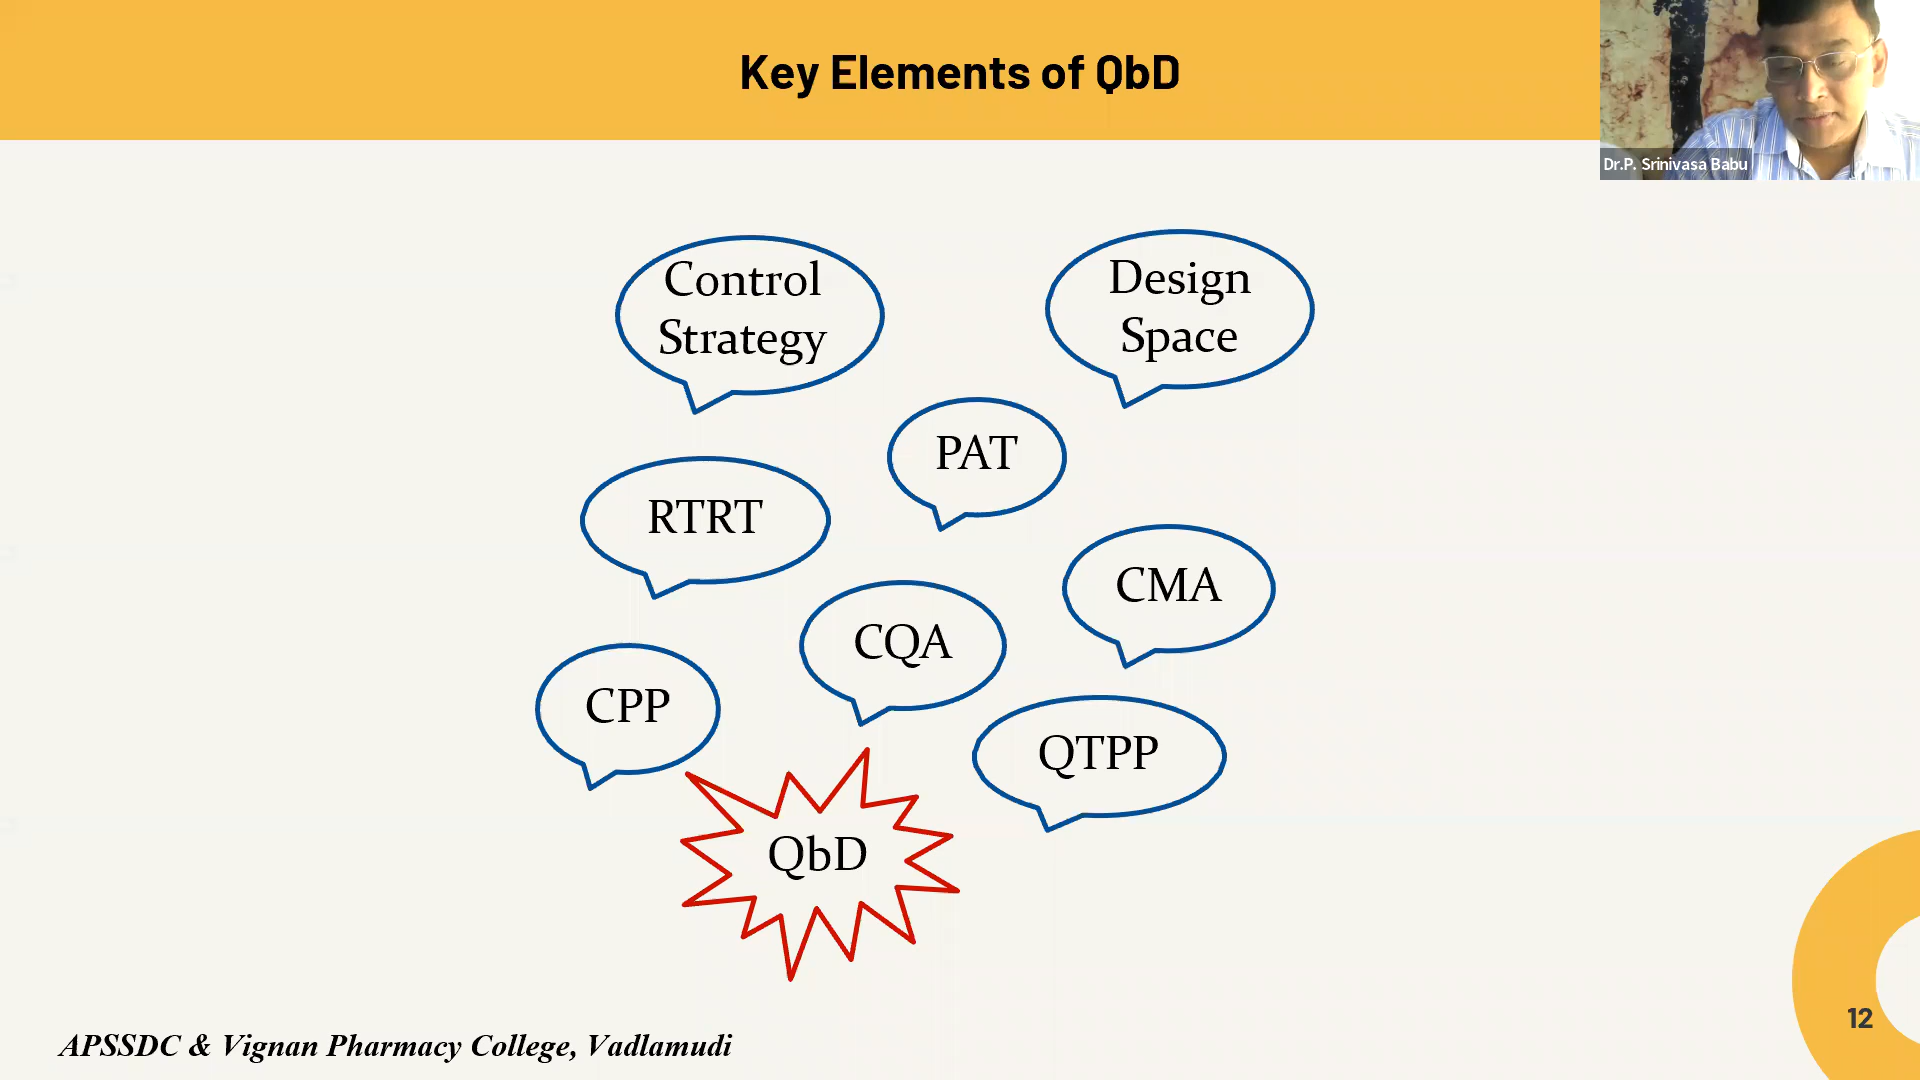 Key Elements of QbD
Dr.P. Srinivasa Babu
Control
Strategy
Design
Space
PAT
RTRT
CMA
CQA
CPP
QTPP
QbD
APSSDC & Vignan Pharmacy College, Vadlamudi
12